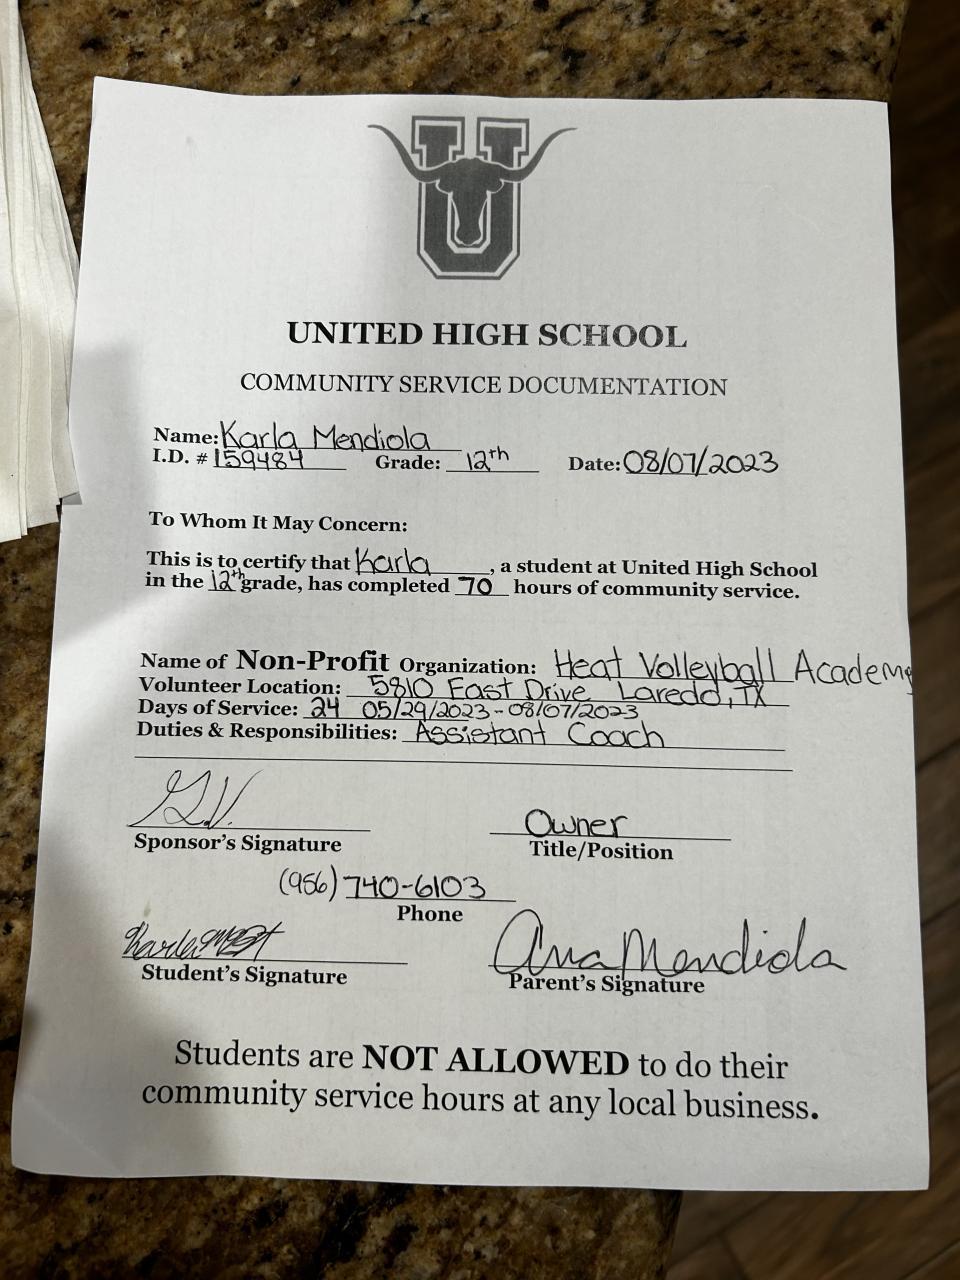 U
UNITED HIGH SCHOOL
COMMUNITY SERVICE DOCUMENTATION
Name: Karla Mendiola
I.D. # 159484 Grade: 12th Date: 08/07/2023
To Whom It May Concern:
This is to certify that Karla, a student at United High School
in the 12th grade, has completed 70 hours of community service.
Name of Non-Profit Organization: Heat Volleyball Academy
Volunteer Location: 5810 East Drive Laredo, TX
Days of Service: 24 05/29/2023-08/07/2023
Duties & Responsibilities: Assistant Coach
G.V. Owner
Sponsor's Signature Title/Position
(956) 740-6103
Phone
Karla Ana Mendiola
Student's Signature Parent's Signature
Students are NOT ALLOWED to do their
community service hours at any local business.